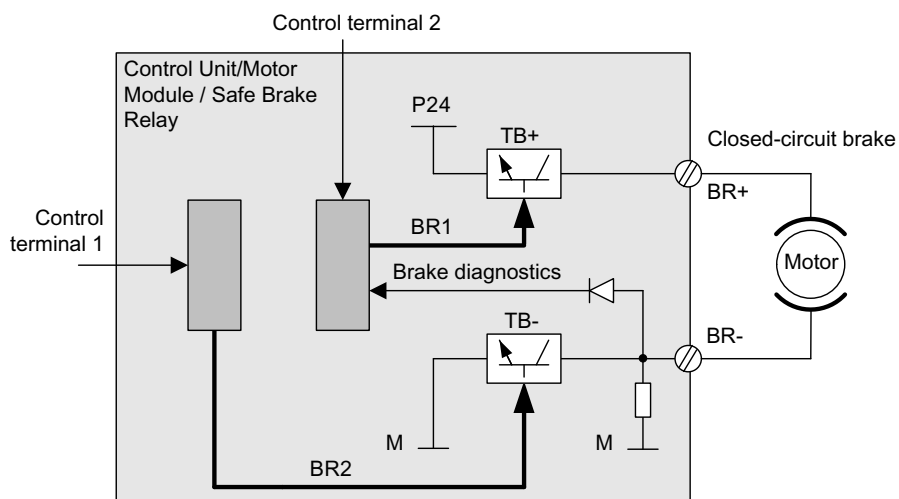 Control terminal 2
Control Unit/Motor
Module / Safe Brake
Relay
P24
TB+
Closed-circuit brake
BR+
Control
terminal 1
BR1
Brake diagnostics
Motor
TB-
BR-
M
M
BR2